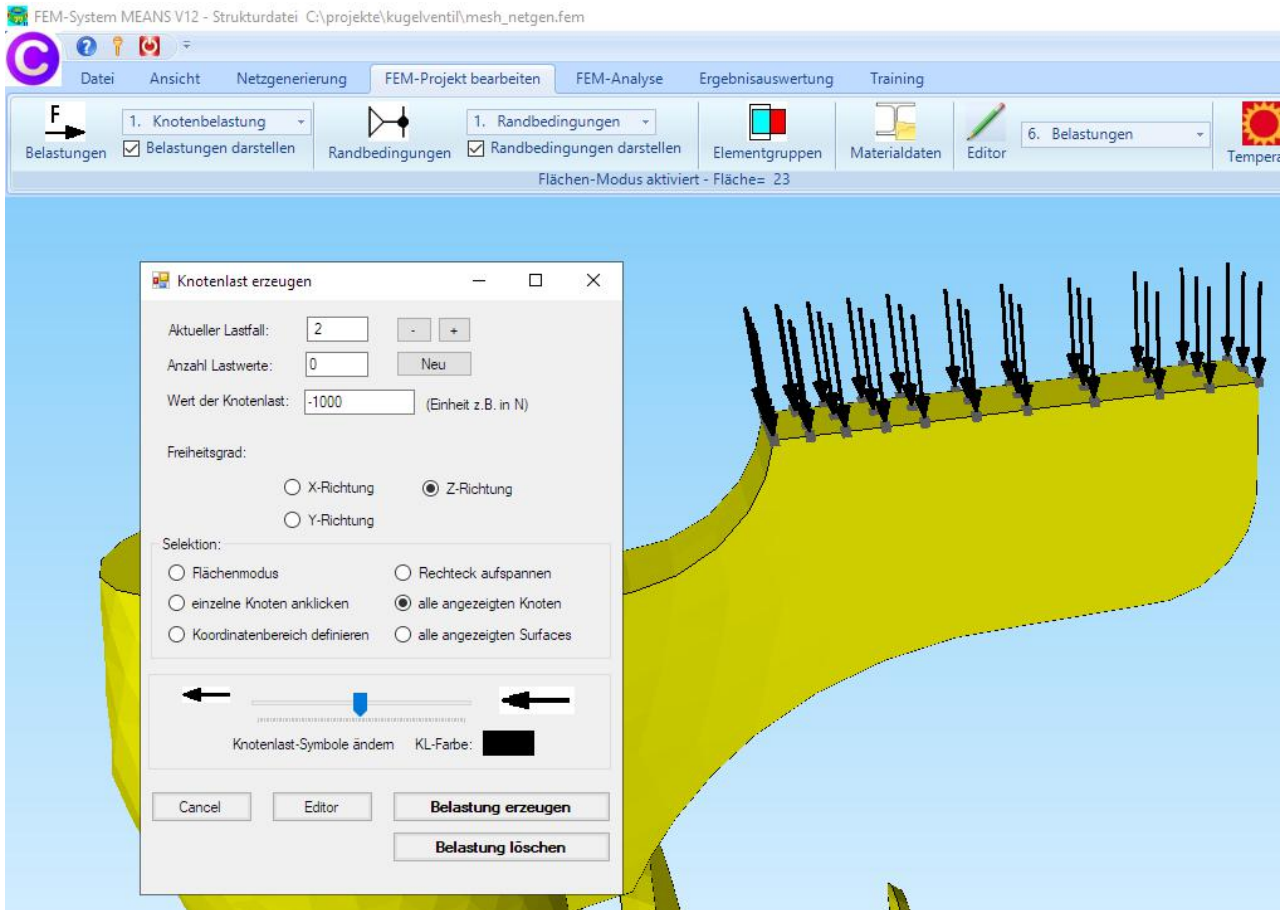 FEM-System MEANS V12 - Strukturdatei C:\projekte\kugelventil\mesh_netgen.fem
C
Datei Ansicht Netzgenerierung FEM-Projekt bearbeiten FEM-Analyse Ergebnisauswertung Training
F
1. Knotenbelastung
1. Randbedingungen
6. Belastungen
Belastungen
Belastungen darstellen
Randbedingungen
Randbedingungen darstellen
Elementgruppen
Materialdaten
Editor
Tempera
Flächen-Modus aktiviert - Fläche= 23
Knotenlast erzeugen
Aktueller Lastfall: 2 - +
Anzahl Lastwerte: 0 Neu
Wert der Knotenlast: -1000 (Einheit z.B. in N)
Freiheitsgrad:
X-Richtung Z-Richtung
Y-Richtung
Selektion:
Flächenmodus Rechteck aufspannen
einzelne Knoten anklicken alle angezeigten Knoten
Koordinatenbereich definieren alle angezeigten Surfaces
Knotenlast-Symbole ändern KL-Farbe:
Cancel Editor Belastung erzeugen
Belastung löschen